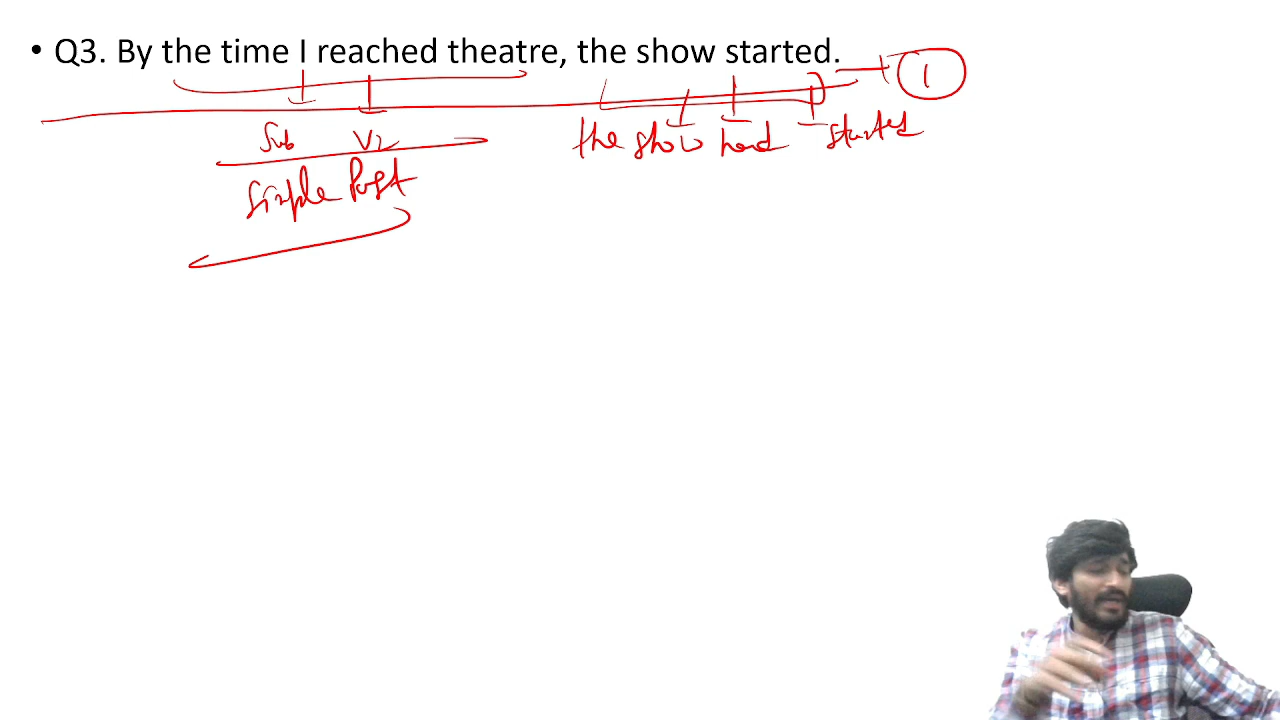 • Q3. By the time I reached theatre, the show started.
1
the show had started
Sub V2
Simple Past